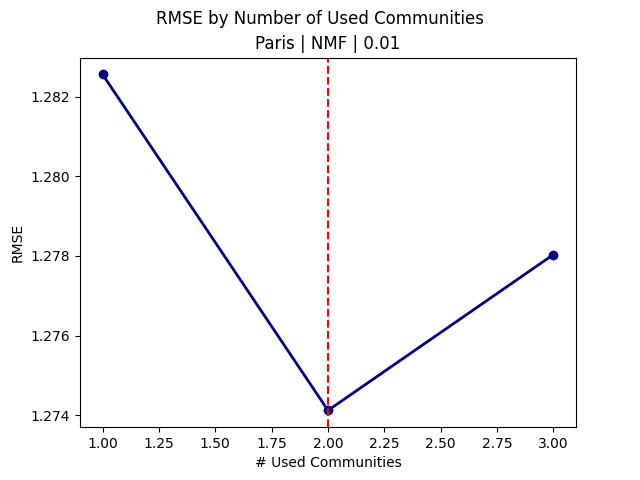 RMSE by Number of Used Communities
Paris | NMF | 0.01
RMSE
1.282
1.280
1.278
1.276
1.274
1.00 1.25 1.50 1.75 2.00 2.25 2.50 2.75 3.00
# Used Communities